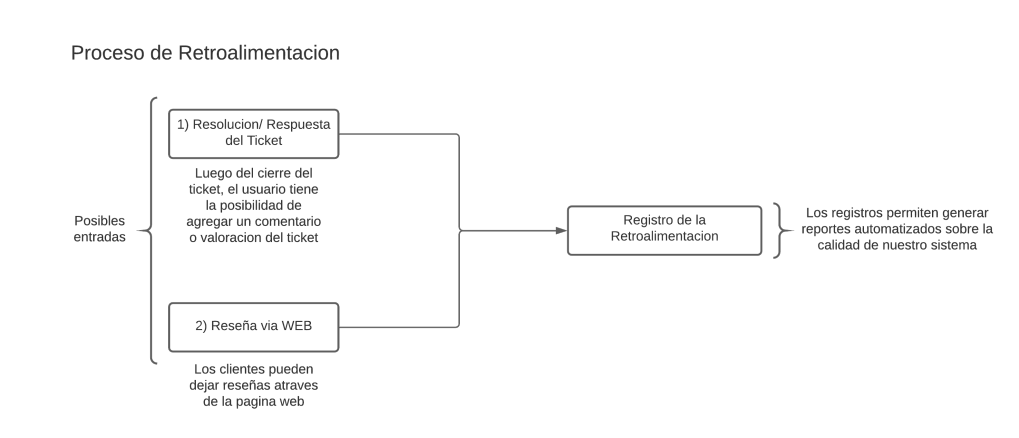 Proceso de Retroalimentacion
Posibles
entradas
1) Resolucion/ Respuesta
del Ticket
Luego del cierre del
ticket, el usuario tiene
la posibilidad de
agregar un comentario
o valoracion del ticket
2) Reseña via WEB
Los clientes pueden
dejar reseñas atraves
de la pagina web
Registro de la
Retroalimentacion
Los registros permiten generar
reportes automatizados sobre la
calidad de nuestro sistema